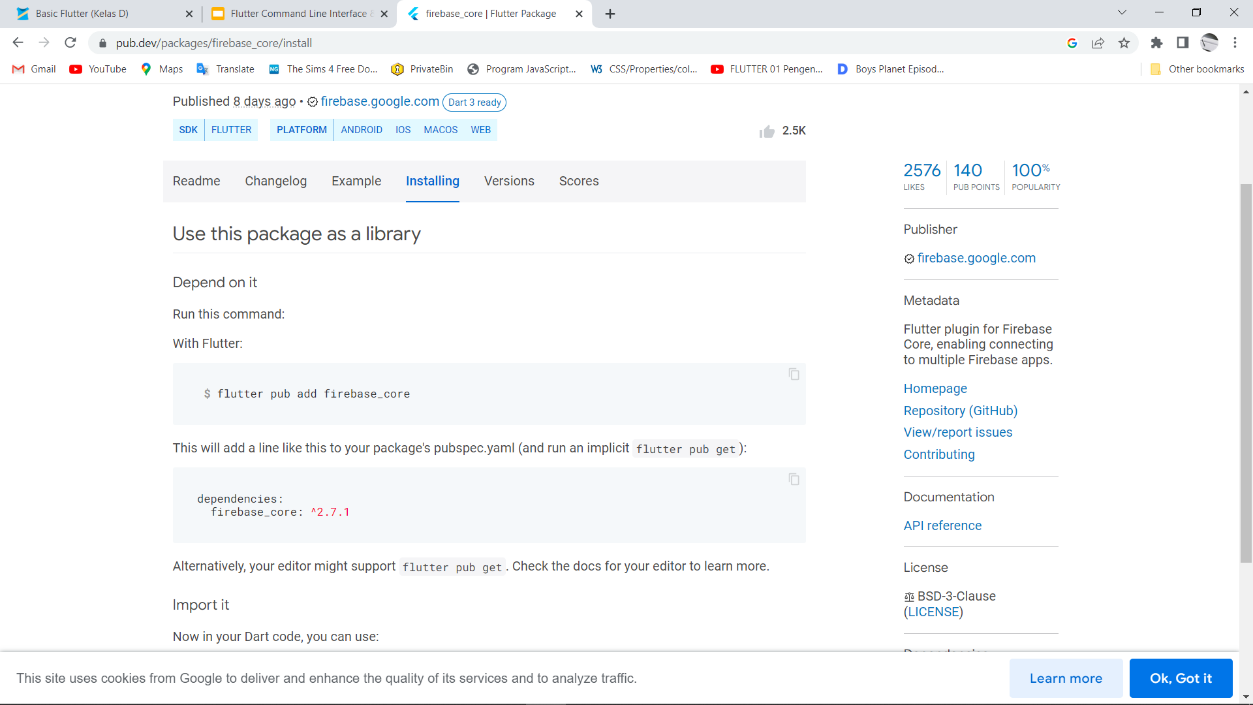 Basic Flutter (Kelas D)
Flutter Command Line Interface &
firebase_core | Flutter Package
pub.dev/packages/firebase_core/install
Gmail
YouTube
Maps
Translate
The Sims 4 Free Do...
PrivateBin
Program JavaScript...
CSS/Properties/col...
FLUTTER 01 Pengen...
Boys Planet Episod...
Other bookmarks
Published 8 days ago • firebase.google.com Dart 3 ready
SDK FLUTTER PLATFORM ANDROID IOS MACOS WEB
2.5K
Readme Changelog Example Installing Versions Scores
Use this package as a library
Depend on it
Run this command:
With Flutter:
$ flutter pub add firebase_core
This will add a line like this to your package's pubspec.yaml (and run an implicit flutter pub get ):
dependencies:
firebase_core: ^2.7.1
Alternatively, your editor might support flutter pub get . Check the docs for your editor to learn more.
Import it
Now in your Dart code, you can use:
2576 140 100%
LIKES PUB POINTS POPULARITY
Publisher
firebase.google.com
Metadata
Flutter plugin for Firebase
Core, enabling connecting
to multiple Firebase apps.
Homepage
Repository (GitHub)
View/report issues
Contributing
Documentation
API reference
License
BSD-3-Clause
(LICENSE)
This site uses cookies from Google to deliver and enhance the quality of its services and to analyze traffic.
Learn more
Ok, Got it